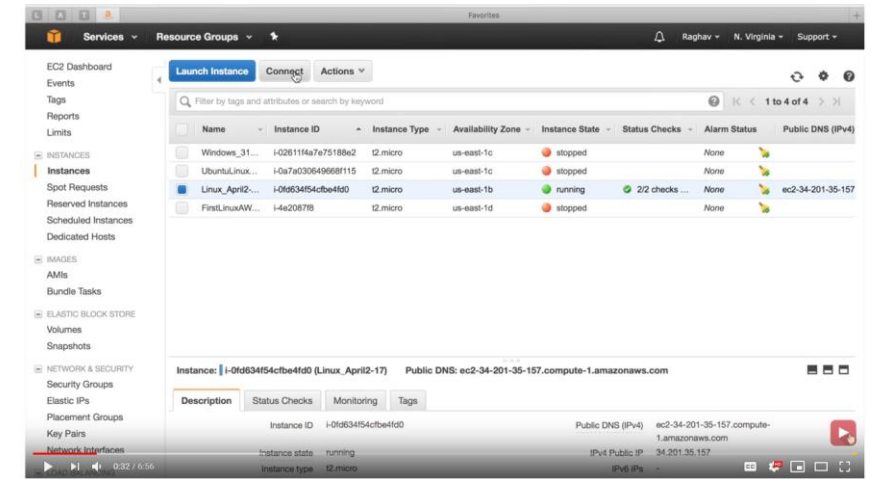 Favorites
Services Resource Groups Raghav N. Virginia Support
EC2 Dashboard
Events
Tags
Reports
Limits
INSTANCES
Instances
Spot Requests
Reserved Instances
Scheduled Instances
Dedicated Hosts
IMAGES
AMIs
Bundle Tasks
ELASTIC BLOCK STORE
Volumes
Snapshots
NETWORK & SECURITY
Security Groups
Elastic IPs
Placement Groups
Key Pairs
Network Interfaces
LOAD BALANCING
Launch Instance Connect Actions
Filter by tags and attributes or search by keyword 1 to 4 of 4
Name Instance ID Instance Type Availability Zone Instance State Status Checks Alarm Status Public DNS (IPv4)
Windows_31... i-02611f4a7e75188e2 t2.micro us-east-1c stopped None
UbuntuLinux... i-0a7a030649668f115 t2.micro us-east-1c stopped None
Linux_April2-... i-0fd634f54cfbe4fd0 t2.micro us-east-1b running 2/2 checks ... None ec2-34-201-35-157
FirstLinuxAW... i-4e2087f8 t2.micro us-east-1d stopped None
Instance: i-0fd634f54cfbe4fd0 (Linux_April2-17) Public DNS: ec2-34-201-35-157.compute-1.amazonaws.com
Description Status Checks Monitoring Tags
Instance ID i-0fd634f54cfbe4fd0 Public DNS (IPv4) ec2-34-201-35-157.compute-
1.amazonaws.com
Instance state running IPv4 Public IP 34.201.35.157
Instance type t2.micro IPv6 IPs -
0:32 / 6:56